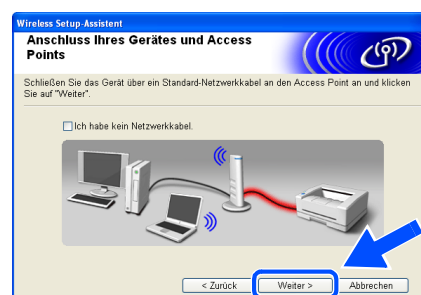 Wireless Setup-Assistent
Anschluss Ihres Gerätes und Access
Points
Schließen Sie das Gerät über ein Standard-Netzwerkkabel an den Access Point an und klicken
Sie auf "Weiter".
Ich habe kein Netzwerkkabel.
< Zurück
Weiter >
Abbrechen